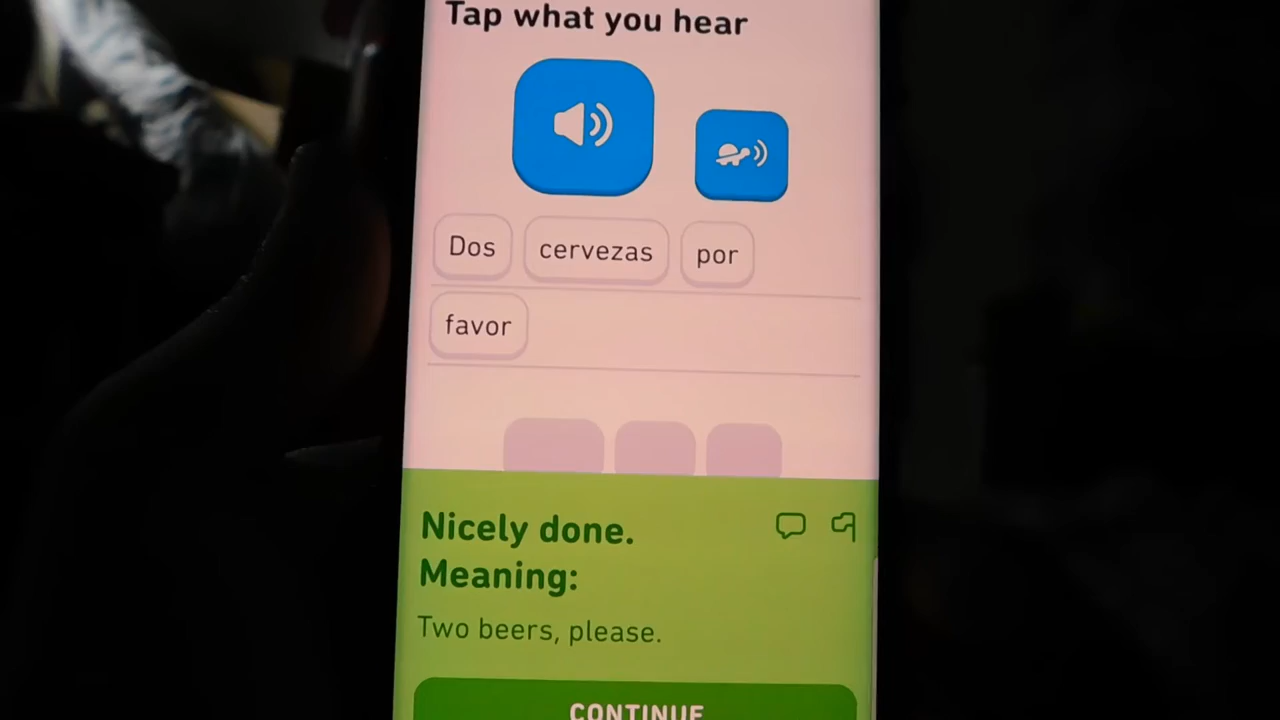 Tap what you hear
Dos cervezas por
favor
Nicely done.
Meaning:
Two beers, please.
CONTINUE